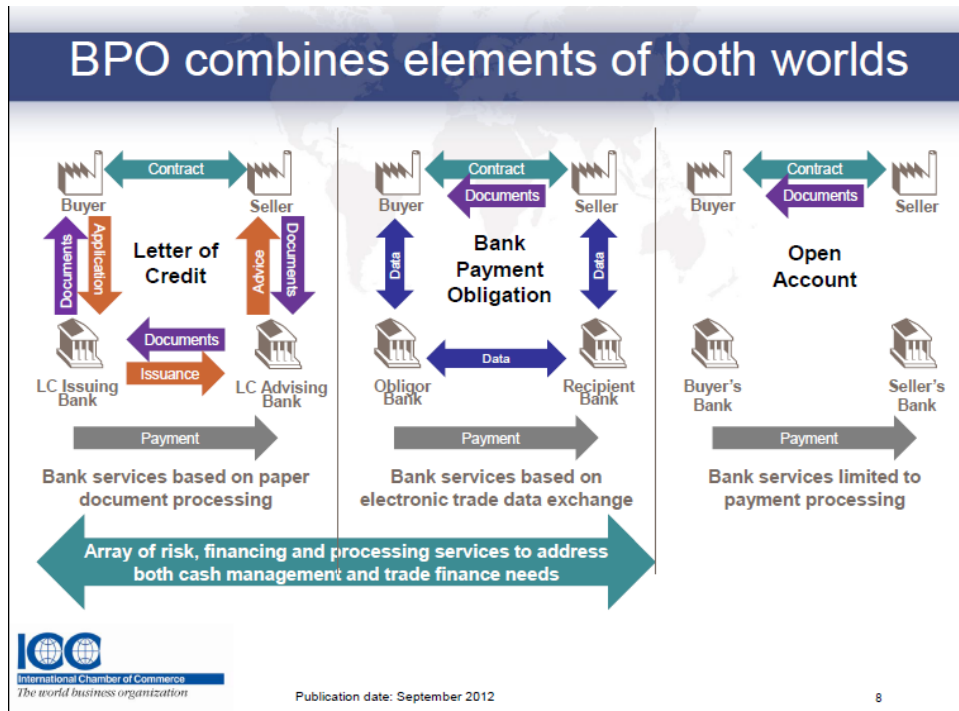 BPO combines elements of both worlds
Contract
Buyer
Seller
Documents
Application
Letter of
Credit
Advice
Documents
Documents
Issuance
LC Issuing
Bank
LC Advising
Bank
Payment
Bank services based on paper
document processing
Contract
Documents
Buyer
Seller
Data
Bank
Payment
Obligation
Data
Data
Obligor
Bank
Recipient
Bank
Payment
Bank services based on
electronic trade data exchange
Contract
Documents
Buyer
Seller
Open
Account
Buyer's
Bank
Seller's
Bank
Payment
Bank services limited to
payment processing
Array of risk, financing and processing services to address
both cash management and trade finance needs
ICC
International Chamber of Commerce
The world business organization
Publication date: September 2012
8